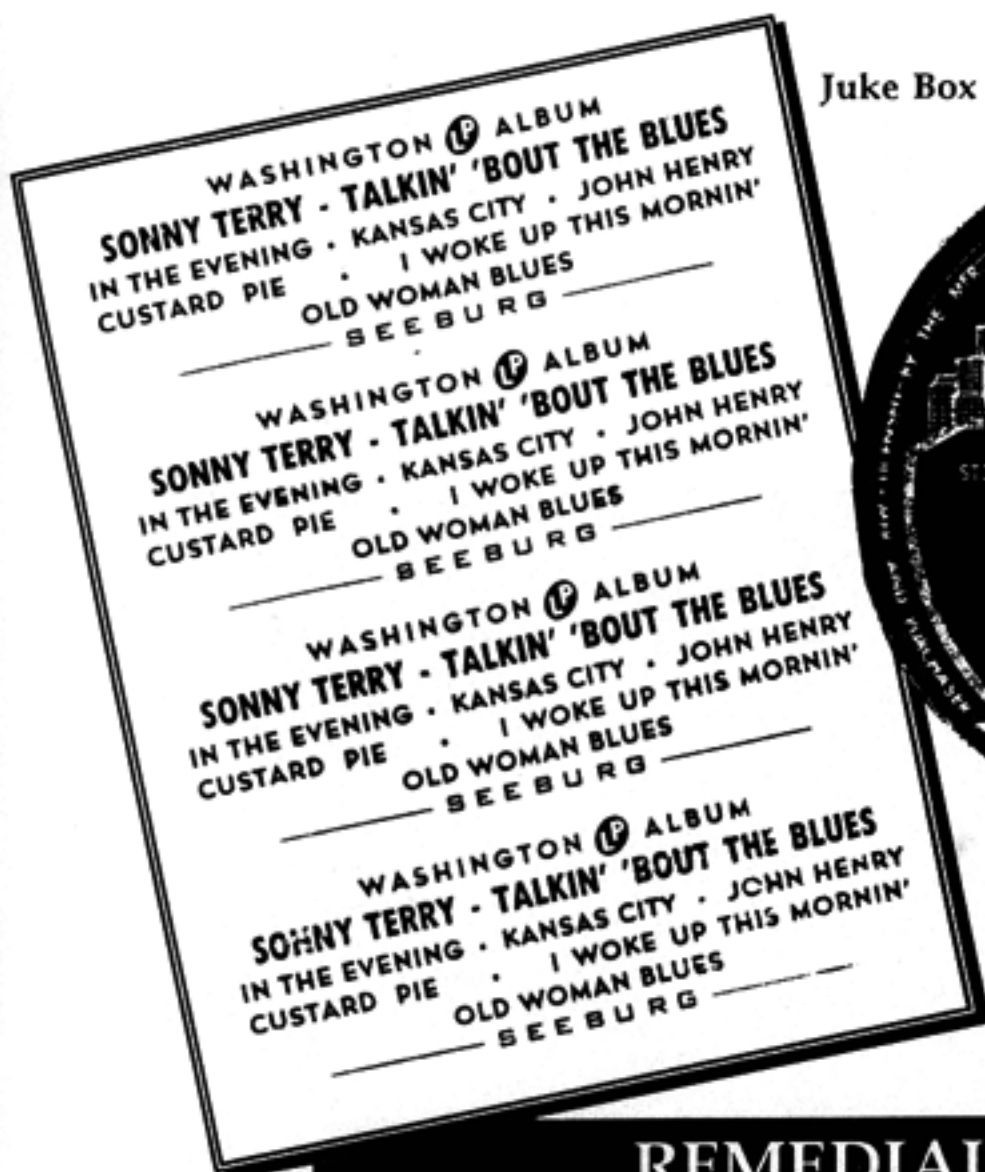 Juke Box
WASHINGTON LP ALBUM
SONNY TERRY - TALKIN' 'BOUT THE BLUES
IN THE EVENING · KANSAS CITY · JOHN HENRY
CUSTARD PIE · I WOKE UP THIS MORNIN'
OLD WOMAN BLUES
SEEBURG
WASHINGTON LP ALBUM
SONNY TERRY - TALKIN' 'BOUT THE BLUES
IN THE EVENING · KANSAS CITY · JOHN HENRY
CUSTARD PIE · I WOKE UP THIS MORNIN'
OLD WOMAN BLUES
SEEBURG
WASHINGTON LP ALBUM
SONNY TERRY - TALKIN' 'BOUT THE BLUES
IN THE EVENING · KANSAS CITY · JOHN HENRY
CUSTARD PIE · I WOKE UP THIS MORNIN'
OLD WOMAN BLUES
SEEBURG
WASHINGTON LP ALBUM
SONNY TERRY - TALKIN' 'BOUT THE BLUES
IN THE EVENING · KANSAS CITY · JOHN HENRY
CUSTARD PIE · I WOKE UP THIS MORNIN'
OLD WOMAN BLUES
SEEBURG
THE
AND
REMEDIAL